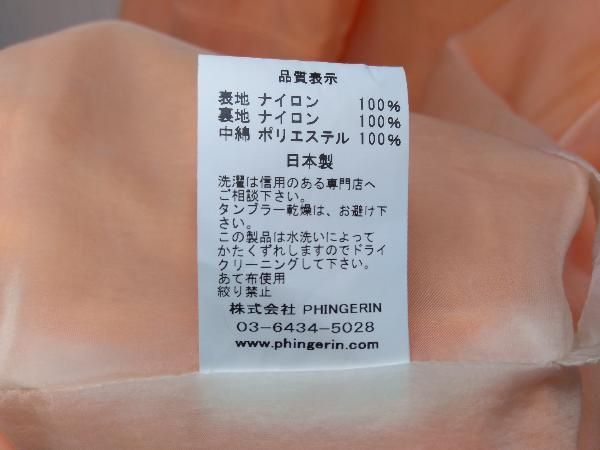 品質表示
表地 ナイロン 100%
裏地 ナイロン 100%
中綿 ポリエステル 100%
日本製
洗濯は信用のある専門店へ
ご相談下さい。
タンブラー乾燥は、お避け下
さい。
この製品は水洗いによって
かたくずれしますのでドライ
クリーニングして下さい。
あて布使用
絞り禁止
株式会社 PHINGERIN
03-6434-5028
www.phingerin.com